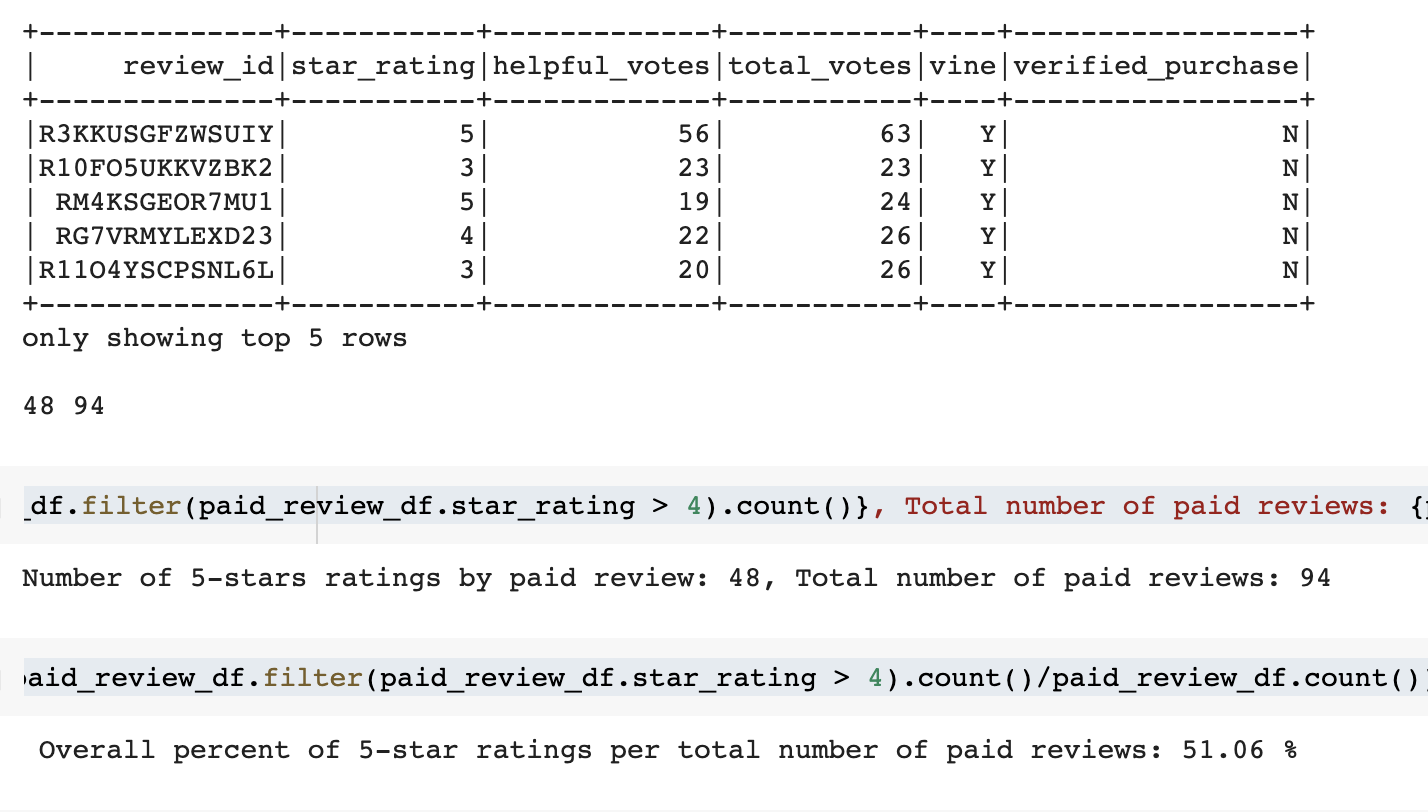 +--------------+-----------+-------------+-----------+----+-----------------+
|     review_id|star_rating|helpful_votes|total_votes|vine|verified_purchase|
+--------------+-----------+-------------+-----------+----+-----------------+
|R3KKUSGFZWSUIY|          5|           56|         63|   Y|                N|
|R10FO5UKKVZBK2|          3|           23|         23|   Y|                N|
| RM4KSGEOR7MU1|          5|           19|         24|   Y|                N|
| RG7VRMYLEXD23|          4|           22|         26|   Y|                N|
|R11O4YSCPSNL6L|          3|           20|         26|   Y|                N|
+--------------+-----------+-------------+-----------+----+-----------------+
only showing top 5 rows
48 94
_df.filter(paid_review_df.star_rating > 4).count()}, Total number of paid reviews: {
Number of 5-stars ratings by paid review: 48, Total number of paid reviews: 94
aid_review_df.filter(paid_review_df.star_rating > 4).count()/paid_review_df.count()
Overall percent of 5-star ratings per total number of paid reviews: 51.06 %